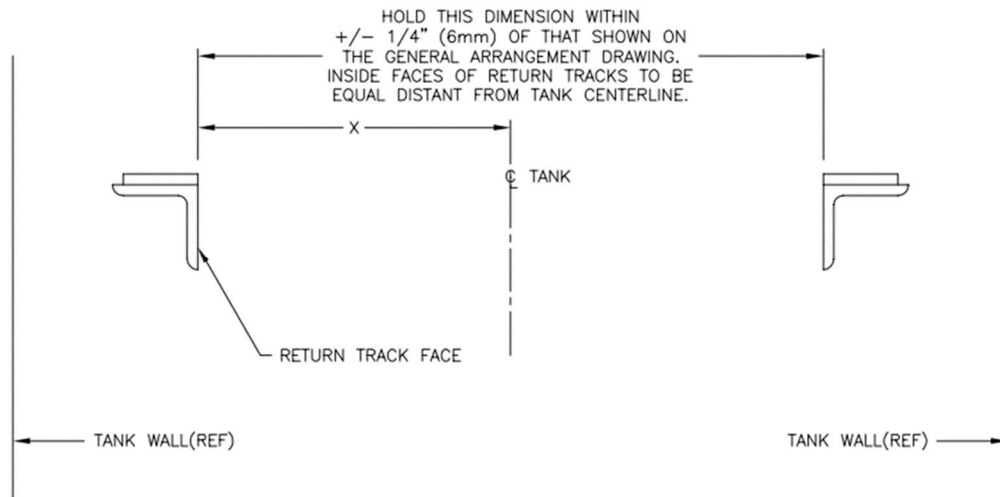 HOLD THIS DIMENSION WITHIN
+/- 1/4" (6mm) OF THAT SHOWN ON
THE GENERAL ARRANGEMENT DRAWING.
INSIDE FACES OF RETURN TRACKS TO BE
EQUAL DISTANT FROM TANK CENTERLINE.
X
℄ TANK
RETURN TRACK FACE
TANK WALL(REF)
TANK WALL(REF)